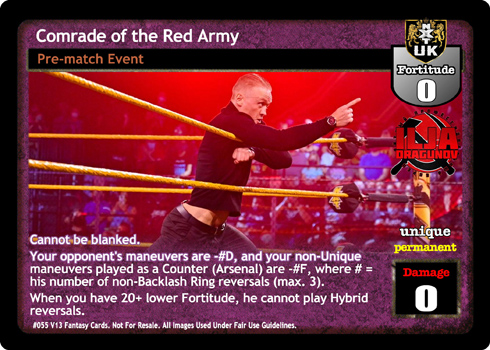 Comrade of the Red Army
NXT
UK
Pre-match Event
Fortitude
0
ILJA
DRAGUNOV
unique
permanent
Cannot be blanked.
Your opponent's maneuvers are -#D, and your non-Unique
maneuvers played as a Counter (Arsenal) are -#F, where # =
his number of non-Backlash Ring reversals (max. 3).
When you have 20+ lower Fortitude, he cannot play Hybrid
reversals.
Damage
0
#055 V13 Fantasy Cards. Not For Resale. All Images Used Under Fair Use Guidelines.